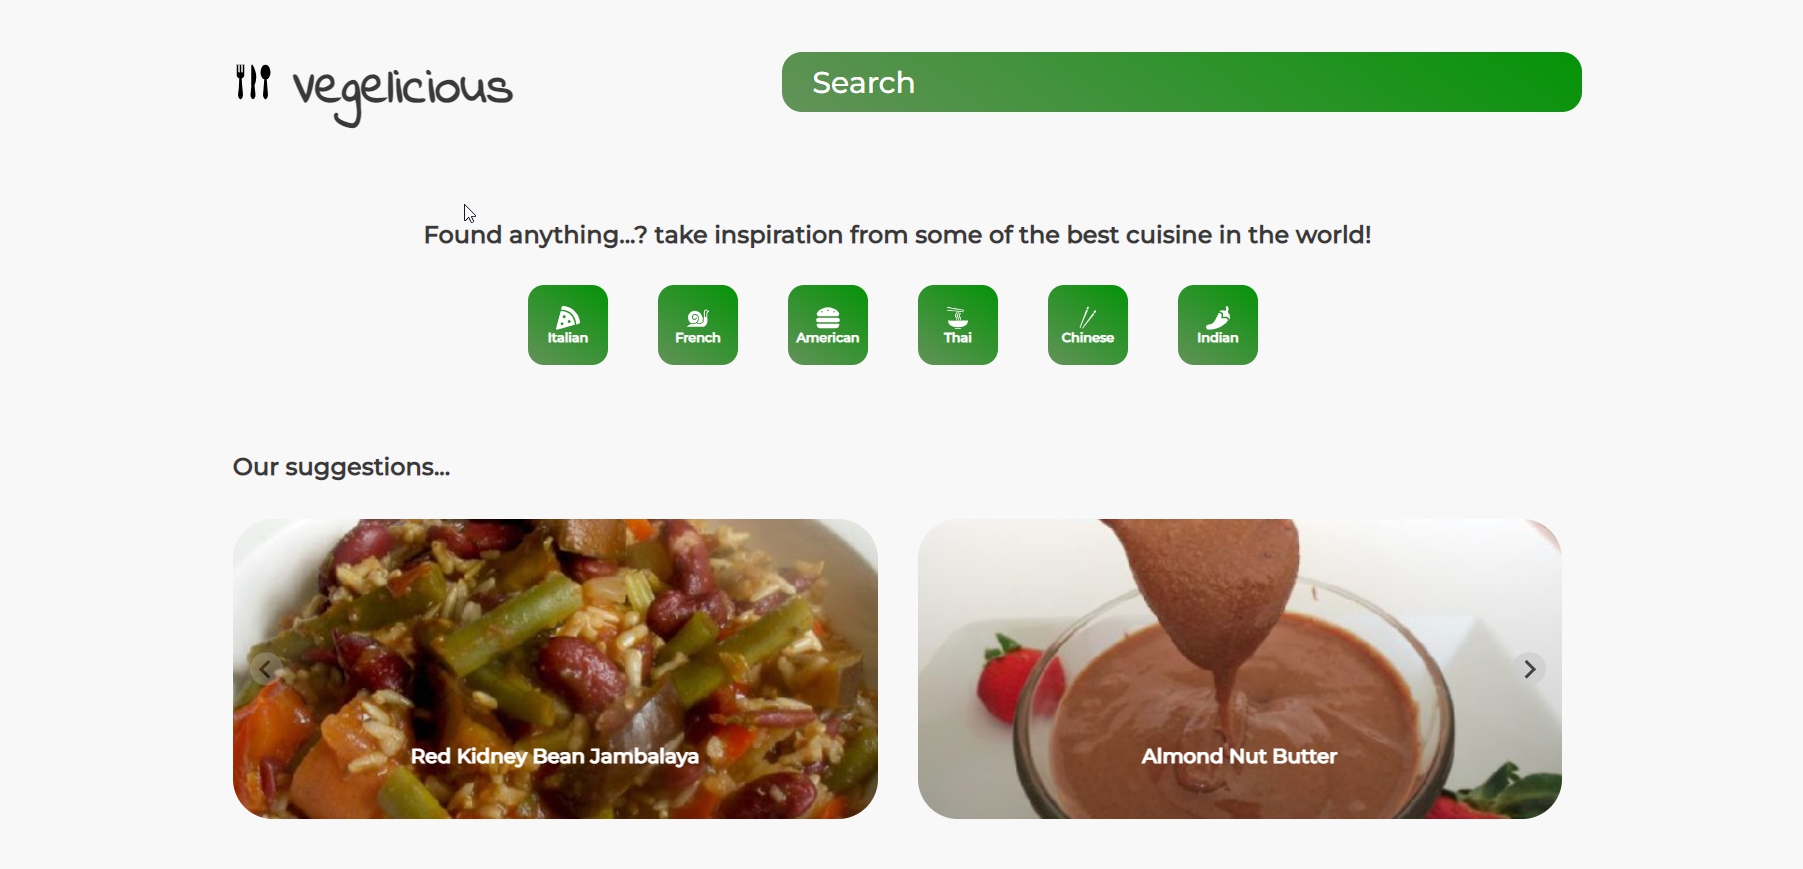 vegelicious
Search
Found anything...? take inspiration from some of the best cuisine in the world!
Italian
French
American
Thai
Chinese
Indian
Our suggestions...
Red Kidney Bean Jambalaya
Almond Nut Butter